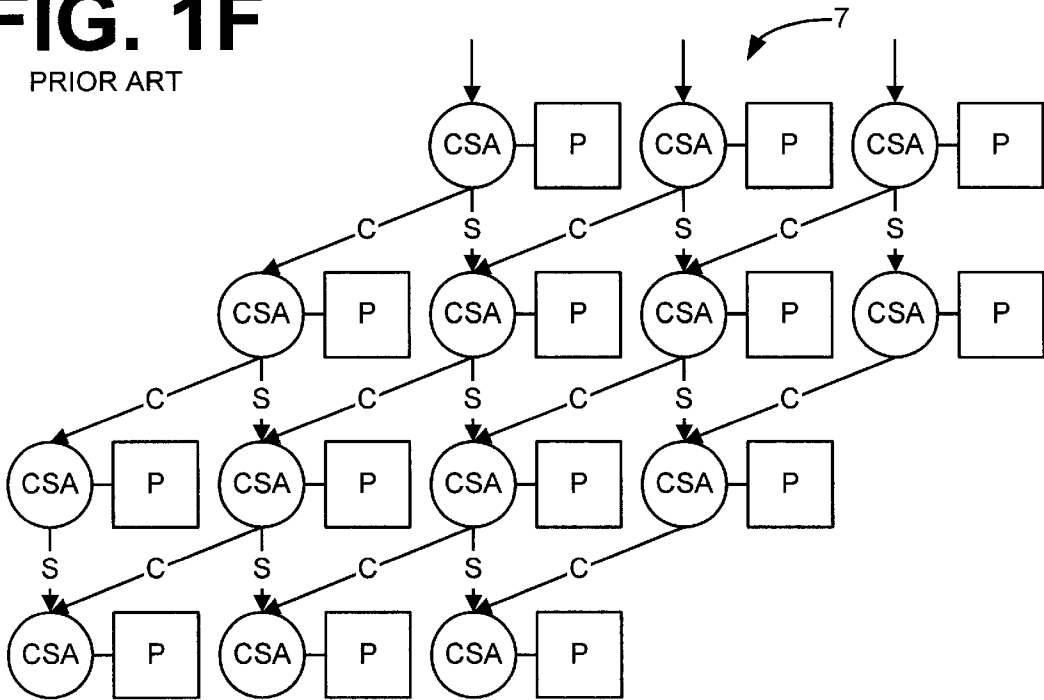 FIG. 1F
7
PRIOR ART
CSA P CSA P CSA P
C S C S C S
CSA P CSA P CSA P CSA P
C S C S C S C
CSA P CSA P CSA P CSA P
S C S C S C
CSA P CSA P CSA P